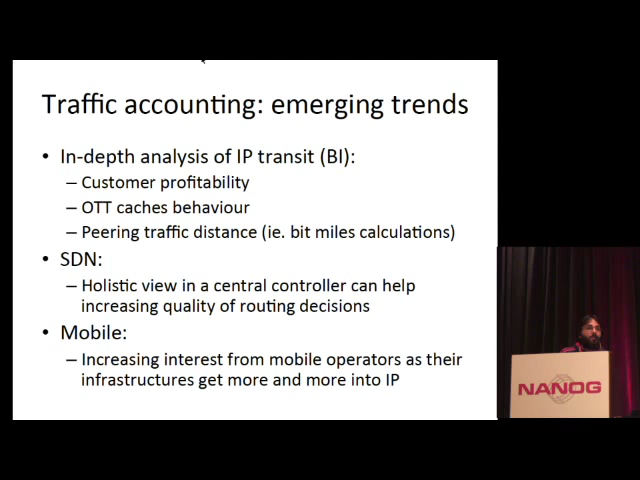 Traffic accounting: emerging trends
• In-depth analysis of IP transit (BI):
– Customer profitability
– OTT caches behaviour
– Peering traffic distance (ie. bit miles calculations)
• SDN:
– Holistic view in a central controller can help
increasing quality of routing decisions
• Mobile:
– Increasing interest from mobile operators as their
infrastructures get more and more into IP
NANOG